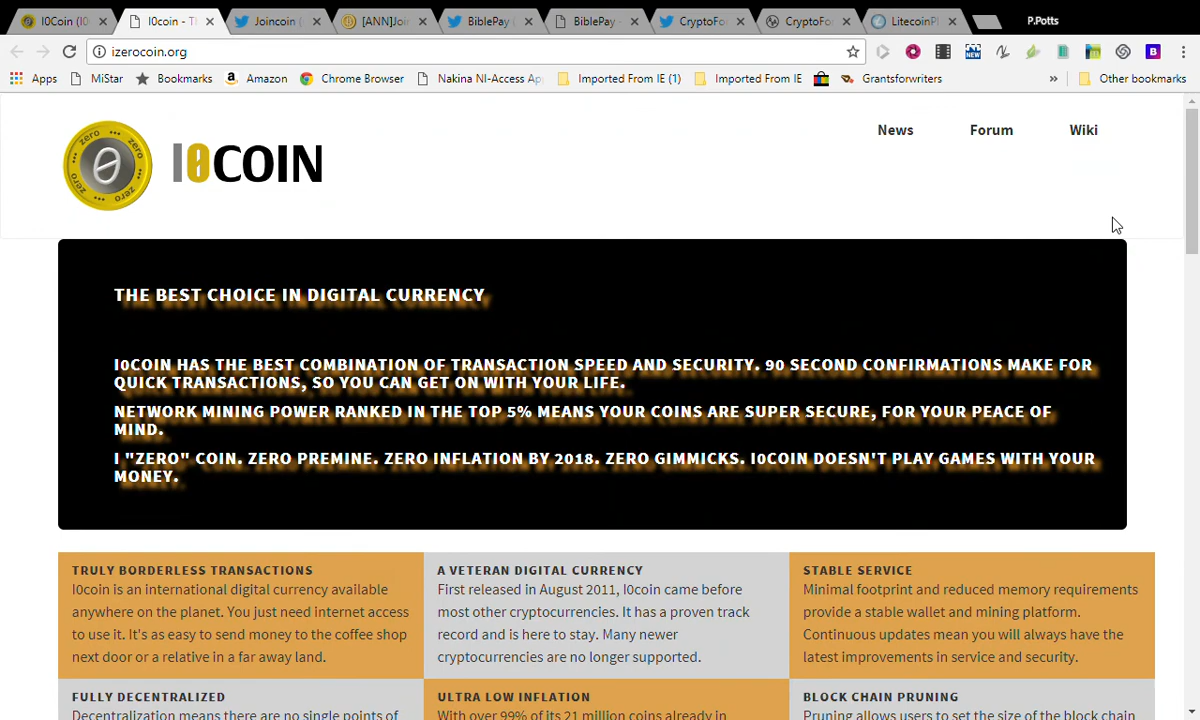 I0Coin (I0
I0coin - T
Joincoin (
[ANN]Joi
BiblePay (
BiblePay -
CryptoFo
CryptoFo
LitecoinP
P.Potts
izerocoin.org
Apps MiStar Bookmarks Amazon Chrome Browser Nakina NI-Access Ap Imported From IE (1) Imported From IE Grantsforwriters » Other bookmarks
zero zero zero zero
I0COIN
News Forum Wiki
THE BEST CHOICE IN DIGITAL CURRENCY
I0COIN HAS THE BEST COMBINATION OF TRANSACTION SPEED AND SECURITY. 90 SECOND CONFIRMATIONS MAKE FOR
QUICK TRANSACTIONS, SO YOU CAN GET ON WITH YOUR LIFE.
NETWORK MINING POWER RANKED IN THE TOP 5% MEANS YOUR COINS ARE SUPER SECURE, FOR YOUR PEACE OF
MIND.
I "ZERO" COIN. ZERO PREMINE. ZERO INFLATION BY 2018. ZERO GIMMICKS. I0COIN DOESN'T PLAY GAMES WITH YOUR
MONEY.
TRULY BORDERLESS TRANSACTIONS
I0coin is an international digital currency available
anywhere on the planet. You just need internet access
to use it. It's as easy to send money to the coffee shop
next door or a relative in a far away land.
A VETERAN DIGITAL CURRENCY
First released in August 2011, I0coin came before
most other cryptocurrencies. It has a proven track
record and is here to stay. Many newer
cryptocurrencies are no longer supported.
STABLE SERVICE
Minimal footprint and reduced memory requirements
provide a stable wallet and mining platform.
Continuous updates mean you will always have the
latest improvements in service and security.
FULLY DECENTRALIZED
Decentralization means there are no single points of
ULTRA LOW INFLATION
With over 99% of its 21 million coins already in
BLOCK CHAIN PRUNING
Pruning allows users to set the size of the block chain